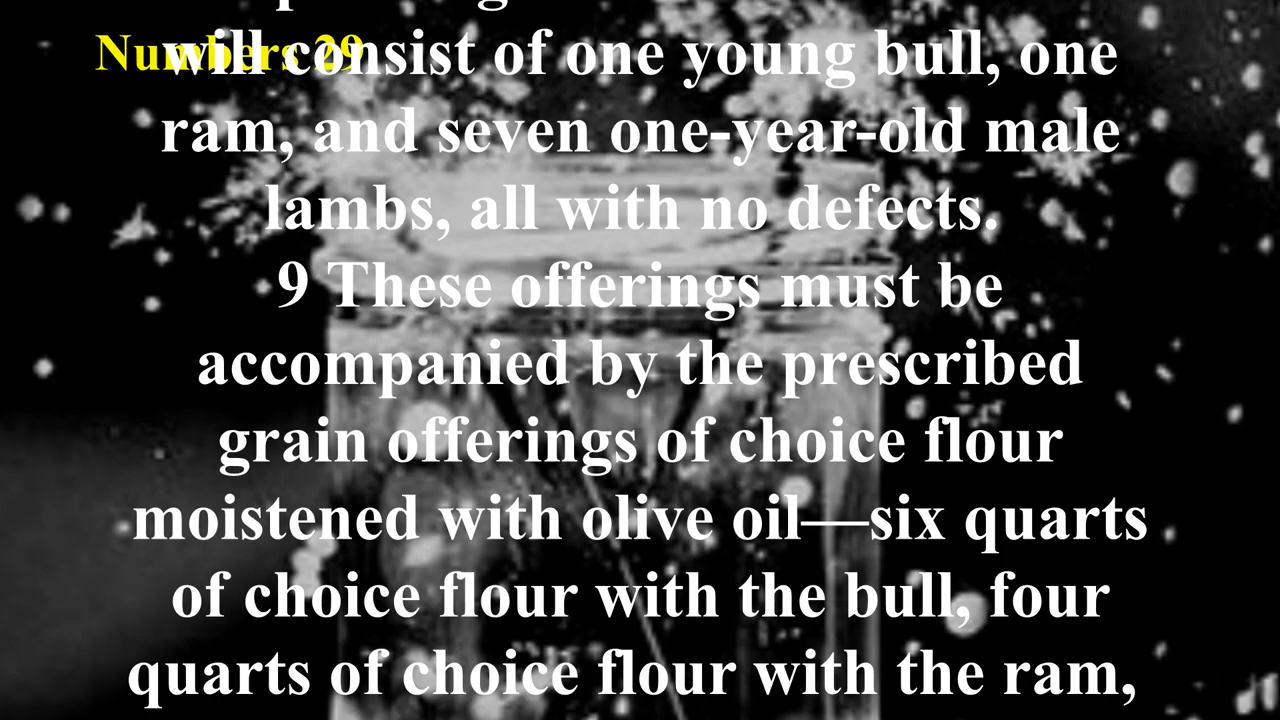 Numbers 29
will consist of one young bull, one
ram, and seven one-year-old male
lambs, all with no defects.
9 These offerings must be
accompanied by the prescribed
grain offerings of choice flour
moistened with olive oil—six quarts
of choice flour with the bull, four
quarts of choice flour with the ram,